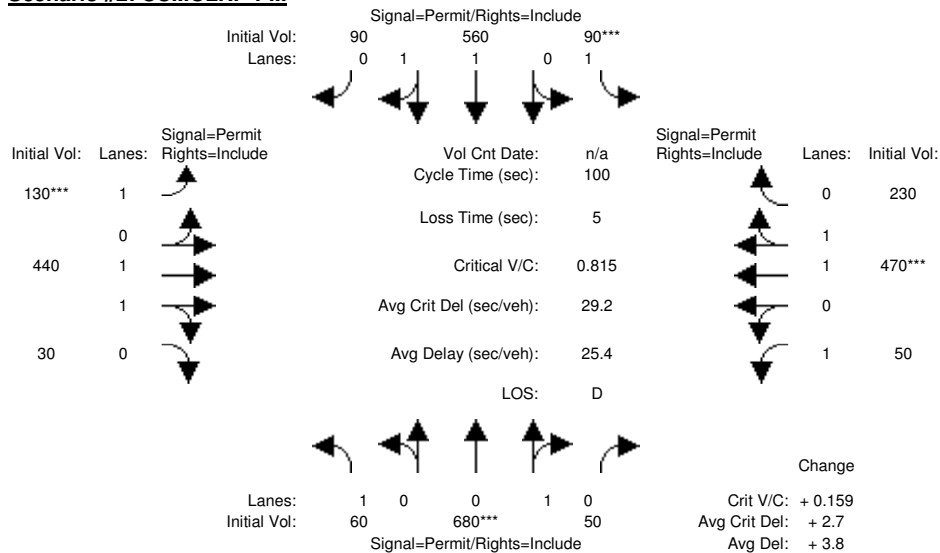 Signal=Permit/Rights=Include
Initial Vol: 90 560 90***
Lanes: 0 1 1 0 1
Signal=Permit
Initial Vol: Lanes: Rights=Include
130*** 1
0
440 1
1
30 0
Vol Cnt Date: n/a
Cycle Time (sec): 100
Loss Time (sec): 5
Critical V/C: 0.815
Avg Crit Del (sec/veh): 29.2
Avg Delay (sec/veh): 25.4
LOS: D
Signal=Permit
Rights=Include Lanes: Initial Vol:
0 230
1
1 470***
0
1 50
Lanes: 1 0 0 1 0
Initial Vol: 60 680*** 50
Signal=Permit/Rights=Include
Change
Crit V/C: + 0.159
Avg Crit Del: + 2.7
Avg Del: + 3.8